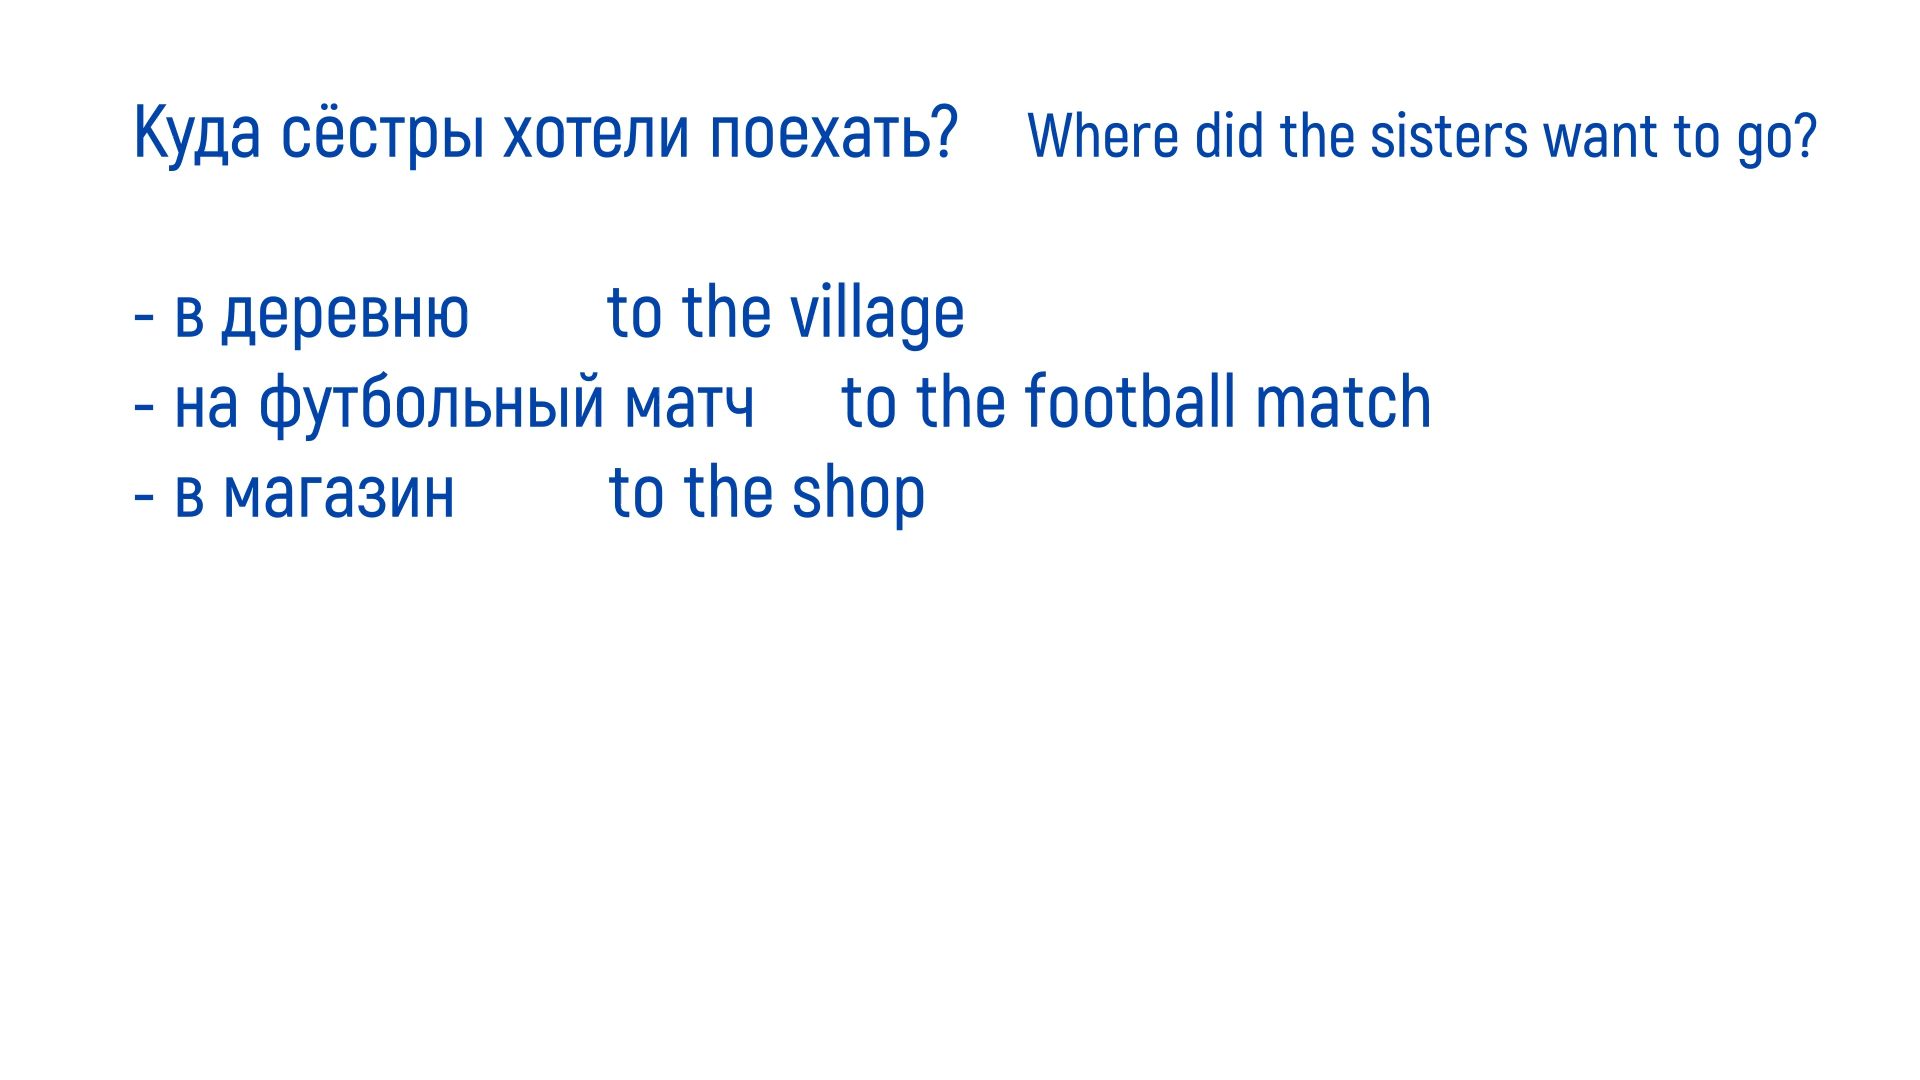 Куда сёстры хотели поехать? Where did the sisters want to go?
- в деревню to the village
- на футбольный матч to the football match
- в магазин to the shop